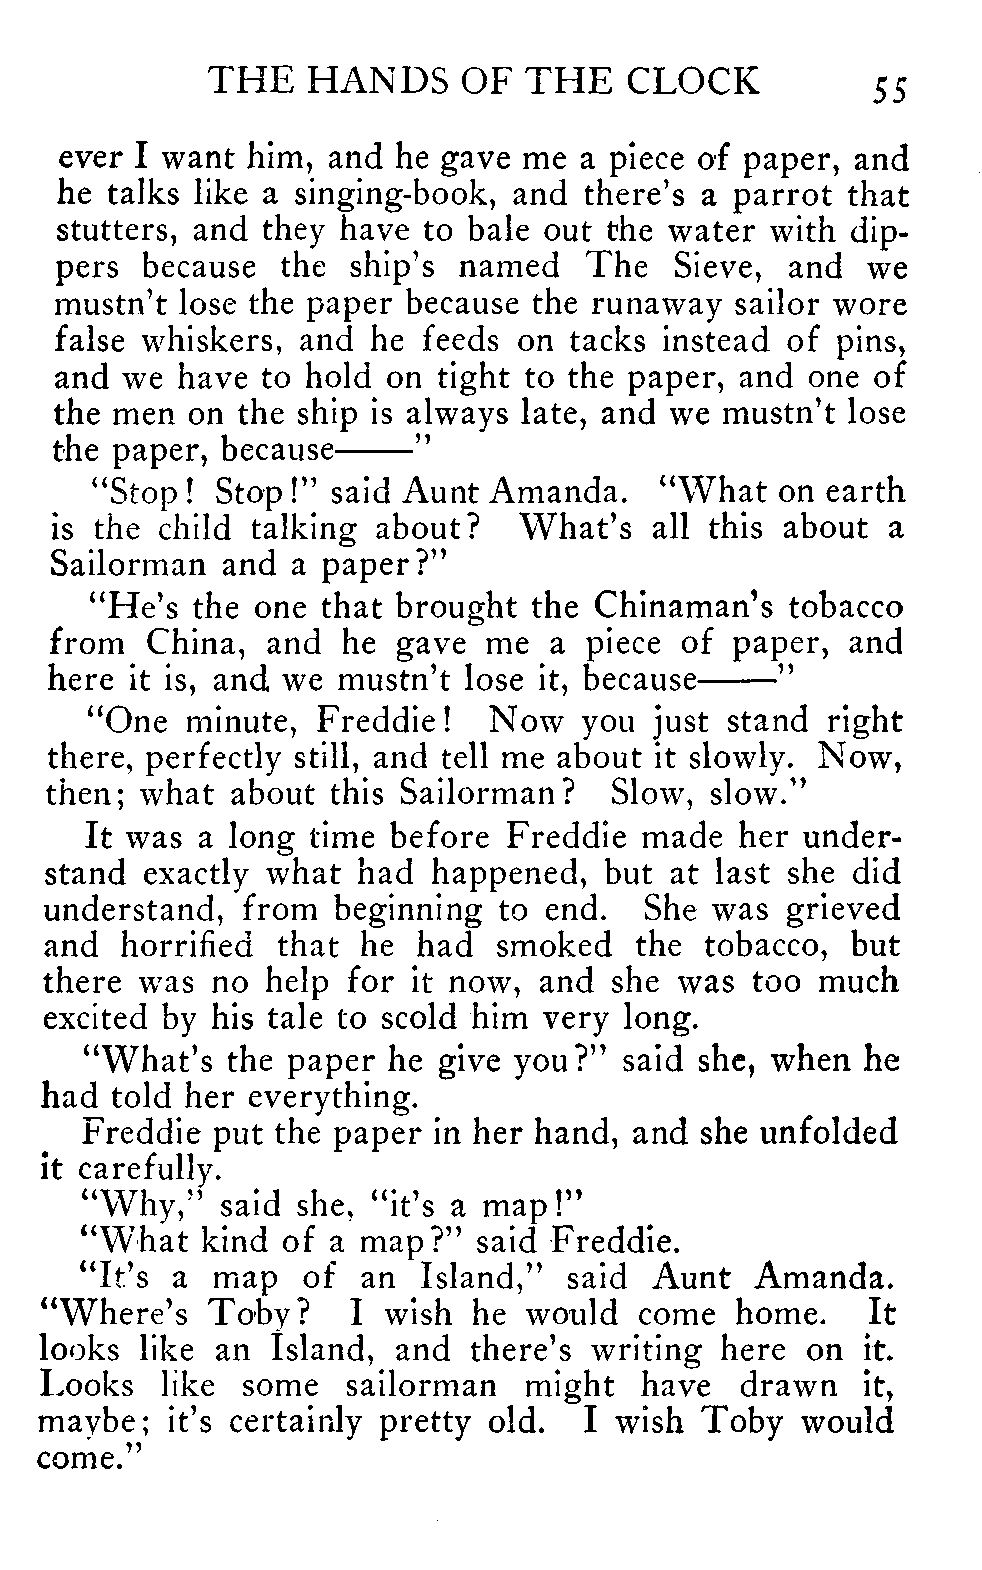 THE HANDS OF THE CLOCK 55
ever I want him, and he gave me a piece of paper, and
he talks like a singing-book, and there's a parrot that
stutters, and they have to bale out the water with dip-
pers because the ship's named The Sieve, and we
mustn't lose the paper because the runaway sailor wore
false whiskers, and he feeds on tacks instead of pins,
and we have to hold on tight to the paper, and one of
the men on the ship is always late, and we mustn't lose
the paper, because——"
"Stop! Stop!" said Aunt Amanda. "What on earth
is the child talking about? What's all this about a
Sailorman and a paper?"
"He's the one that brought the Chinaman's tobacco
from China, and he gave me a piece of paper, and
here it is, and we mustn't lose it, because——"
"One minute, Freddie! Now you just stand right
there, perfectly still, and tell me about it slowly. Now,
then; what about this Sailorman? Slow, slow."
It was a long time before Freddie made her under-
stand exactly what had happened, but at last she did
understand, from beginning to end. She was grieved
and horrified that he had smoked the tobacco, but
there was no help for it now, and she was too much
excited by his tale to scold him very long.
"What's the paper he give you?" said she, when he
had told her everything.
Freddie put the paper in her hand, and she unfolded
it carefully.
"Why," said she, "it's a map!"
"What kind of a map?" said Freddie.
"It's a map of an Island," said Aunt Amanda.
"Where's Toby? I wish he would come home. It
looks like an Island, and there's writing here on it.
Looks like some sailorman might have drawn it,
maybe; it's certainly pretty old. I wish Toby would
come."